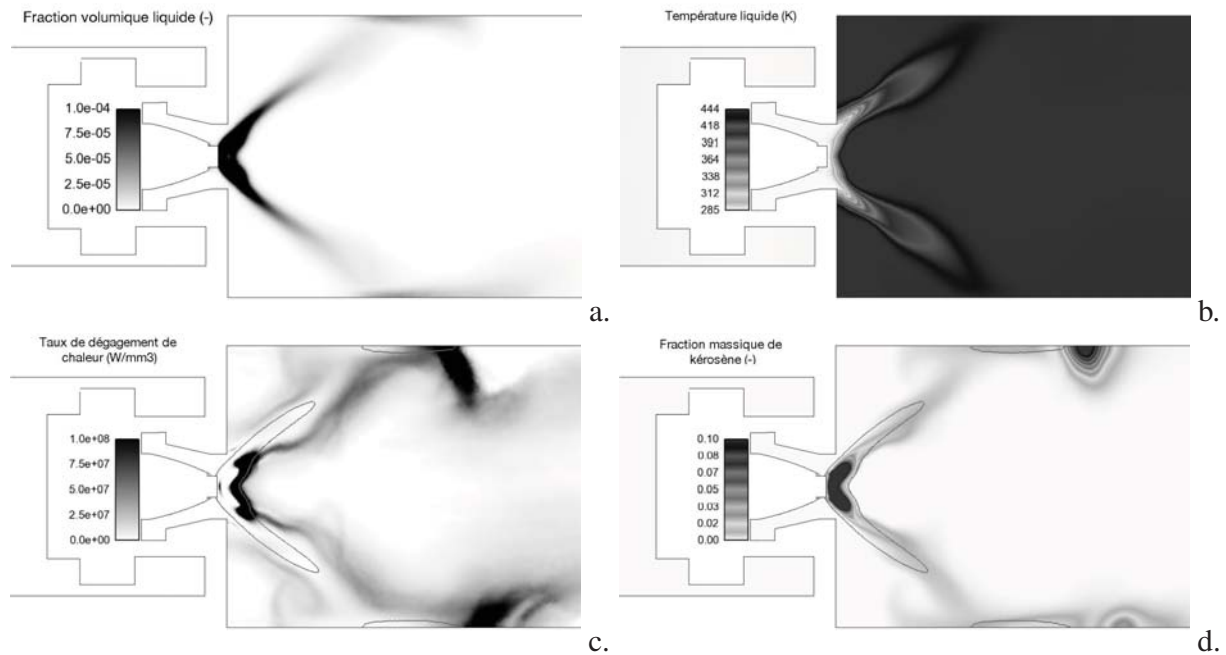 Fraction volumique liquide (-)
1.0e-04
7.5e-05
5.0e-05
2.5e-05
0.0e+00
a.
Température liquide (K)
444
418
391
364
338
312
285
b.
Taux de dégagement de
chaleur (W/mm3)
1.0e+08
7.5e+07
5.0e+07
2.5e+07
0.0e+00
c.
Fraction massique de
kérosène (-)
0.10
0.08
0.07
0.05
0.03
0.02
0.00
d.